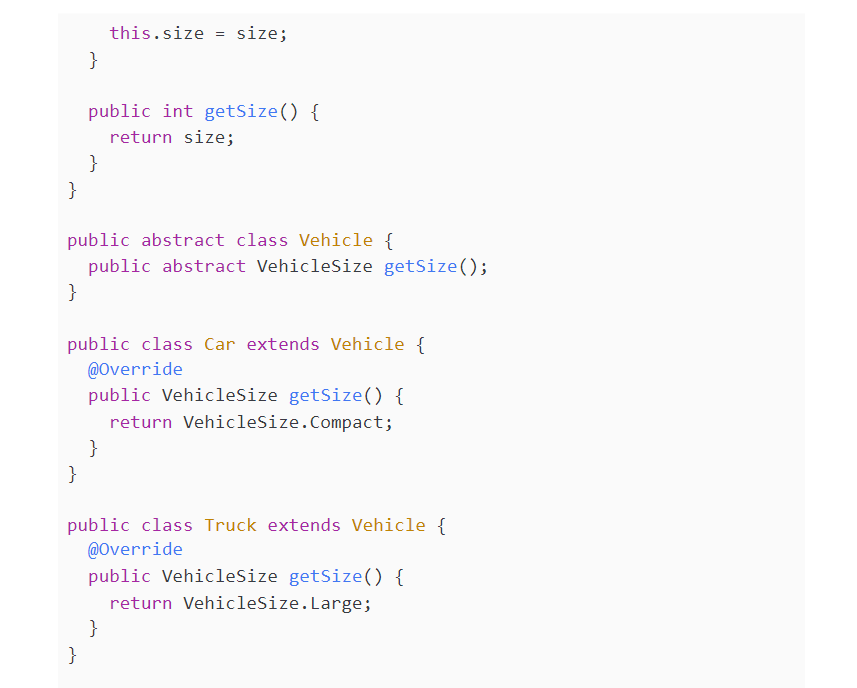 this.size = size;
  }

  public int getSize() {
    return size;
  }
}

public abstract class Vehicle {
  public abstract VehicleSize getSize();
}

public class Car extends Vehicle {
  @Override
  public VehicleSize getSize() {
    return VehicleSize.Compact;
  }
}

public class Truck extends Vehicle {
  @Override
  public VehicleSize getSize() {
    return VehicleSize.Large;
  }
}